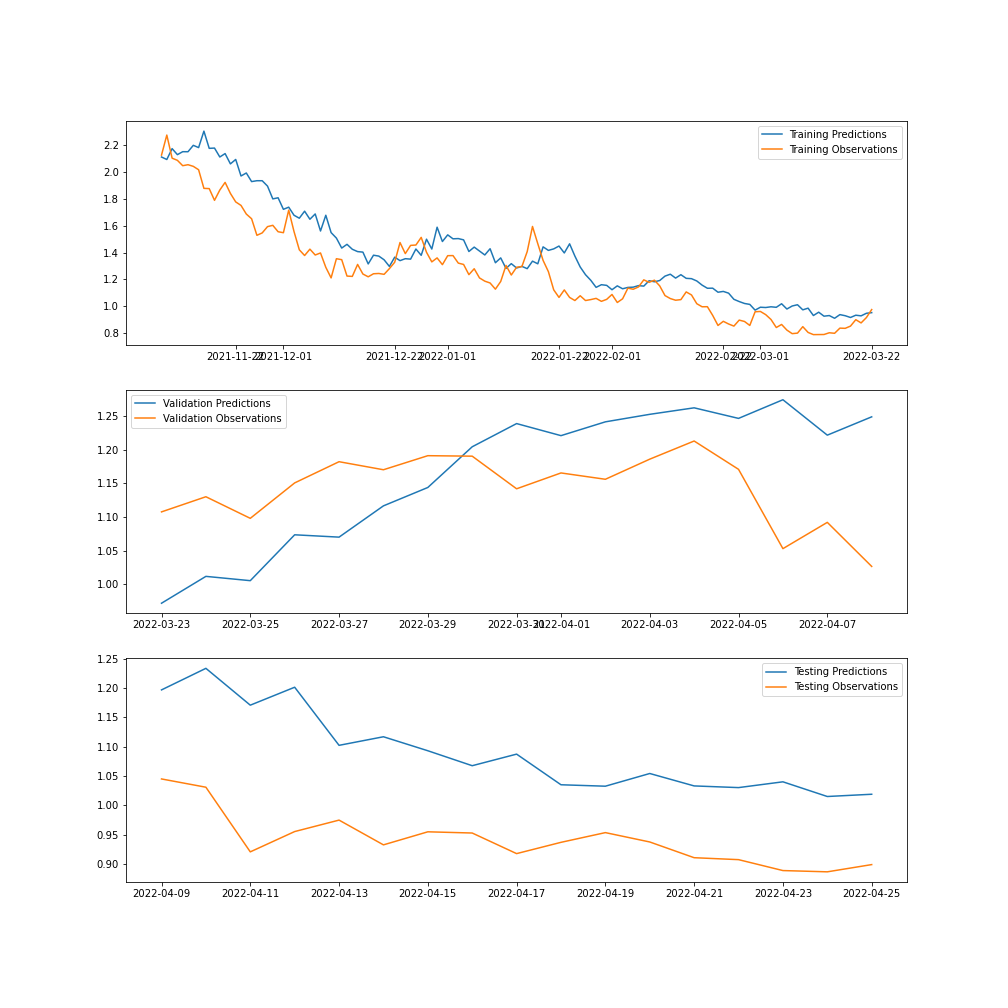 Training Predictions
Training Observations
2.2
2.0
1.8
1.6
1.4
1.2
1.0
0.8
2021-11-22 2021-12-01 2021-12-22 2022-01-01 2022-01-22 2022-02-01 2022-02-22 2022-03-01 2022-03-22
Validation Predictions
Validation Observations
1.25
1.20
1.15
1.10
1.05
1.00
2022-03-23 2022-03-25 2022-03-27 2022-03-29 2022-03-31 2022-04-01 2022-04-03 2022-04-05 2022-04-07
Testing Predictions
Testing Observations
1.25
1.20
1.15
1.10
1.05
1.00
0.95
0.90
2022-04-09 2022-04-11 2022-04-13 2022-04-15 2022-04-17 2022-04-19 2022-04-21 2022-04-23 2022-04-25